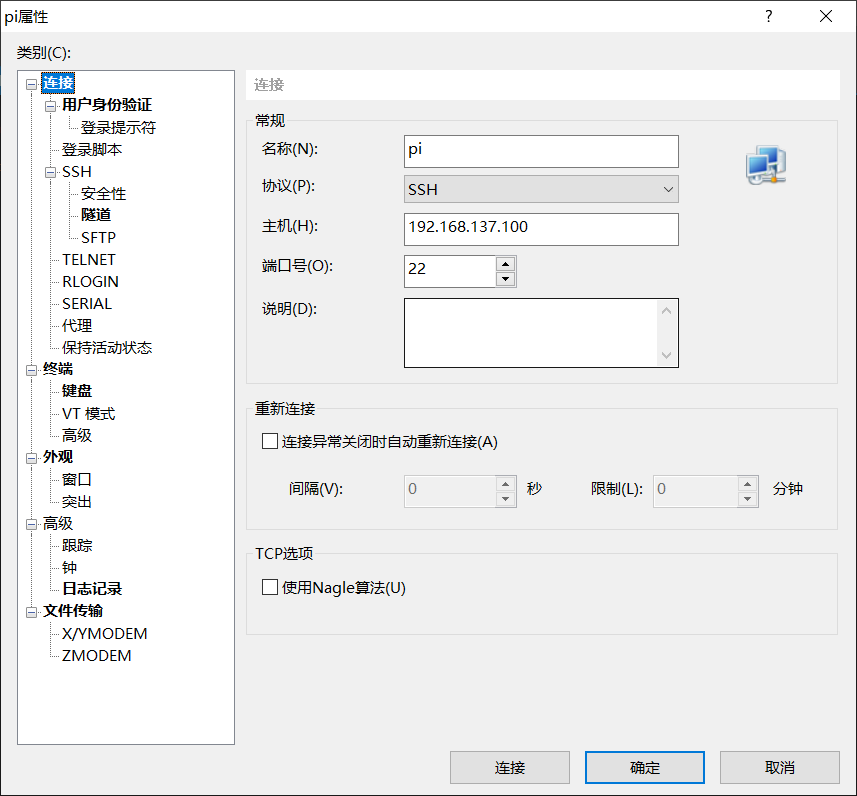 pi属性
?
类别(C):
连接
用户身份验证
登录提示符
登录脚本
SSH
安全性
隧道
SFTP
TELNET
RLOGIN
SERIAL
代理
保持活动状态
终端
键盘
VT 模式
高级
外观
窗口
突出
高级
跟踪
钟
日志记录
文件传输
X/YMODEM
ZMODEM
连接
常规
名称(N): pi
协议(P): SSH
主机(H): 192.168.137.100
端口号(O): 22
说明(D):
重新连接
连接异常关闭时自动重新连接(A)
间隔(V): 0 秒 限制(L): 0 分钟
TCP选项
使用Nagle算法(U)
连接 确定 取消